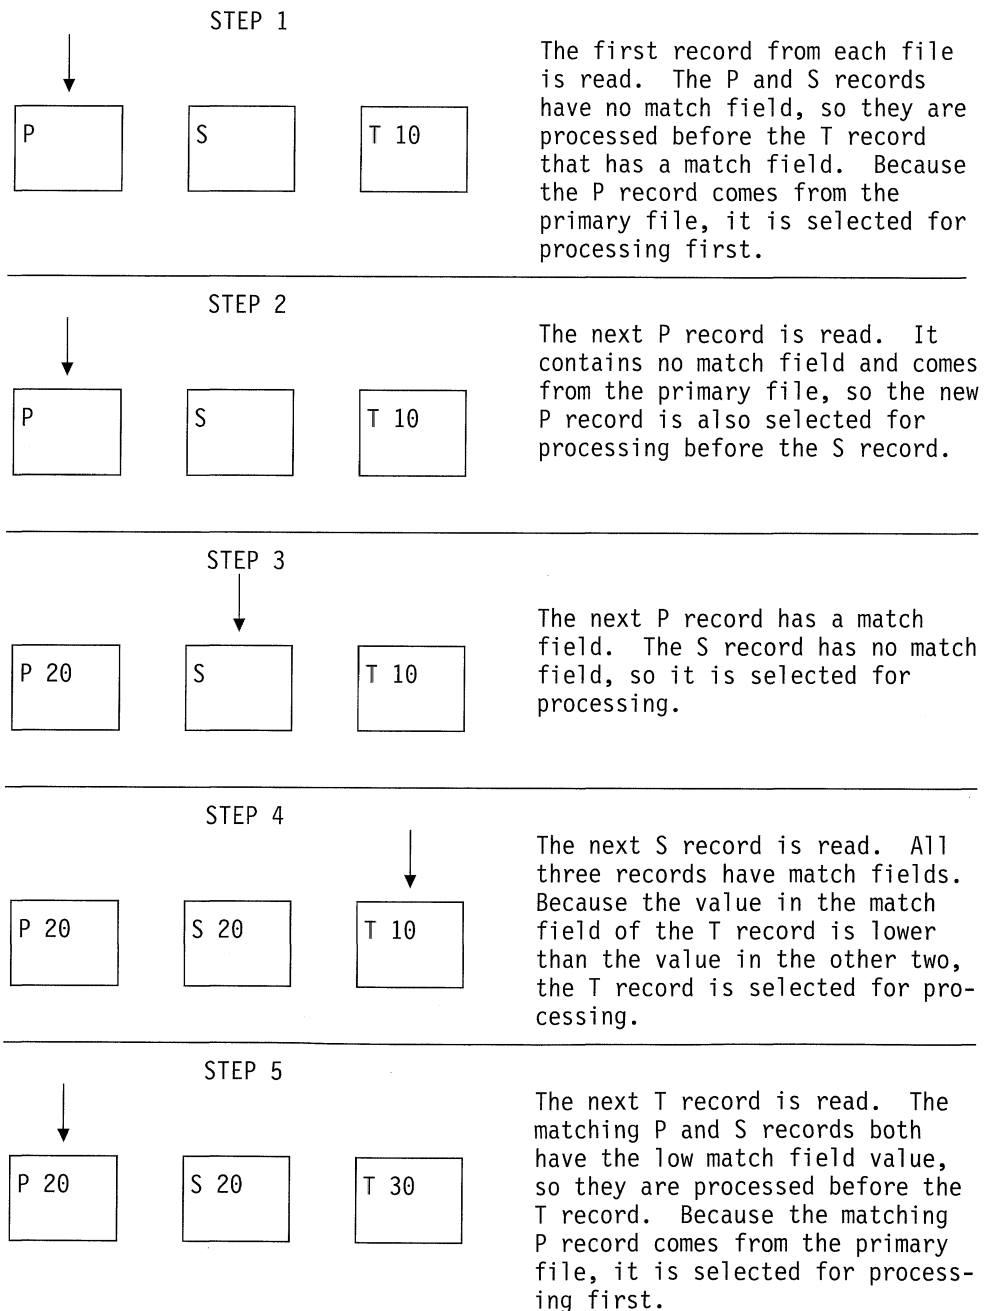 STEP 1
P
S
T 10
The first record from each file
is read. The P and S records
have no match field, so they are
processed before the T record
that has a match field. Because
the P record comes from the
primary file, it is selected for
processing first.
STEP 2
P
S
T 10
The next P record is read. It
contains no match field and comes
from the primary file, so the new
P record is also selected for
processing before the S record.
STEP 3
P 20
S
T 10
The next P record has a match
field. The S record has no match
field, so it is selected for
processing.
STEP 4
P 20
S 20
T 10
The next S record is read. All
three records have match fields.
Because the value in the match
field of the T record is lower
than the value in the other two,
the T record is selected for pro-
cessing.
STEP 5
P 20
S 20
T 30
The next T record is read. The
matching P and S records both
have the low match field value,
so they are processed before the
T record. Because the matching
P record comes from the primary
file, it is selected for process-
ing first.